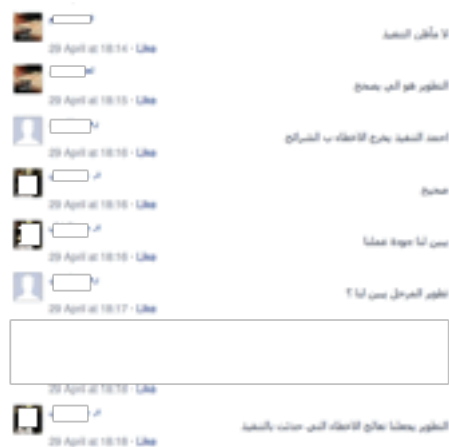 لا مأظن التنفيذ
29 April at 18:14 · Like
التطوير هو الي يصحح
29 April at 18:15 · Like
احمد التنفيذ يخرج الاخطاء ب الشرائح
29 April at 18:16 · Like
صحيح
29 April at 18:16 · Like
يبين لنا جودة عملنا
29 April at 18:16 · Like
تطوير المرحل يبين لنا ؟
29 April at 18:17 · Like
29 April at 18:18 · Like
التطوير يجعلنا نعالج الاخطاء التي حدثت بالتنفيذ
29 April at 18:18 · Like